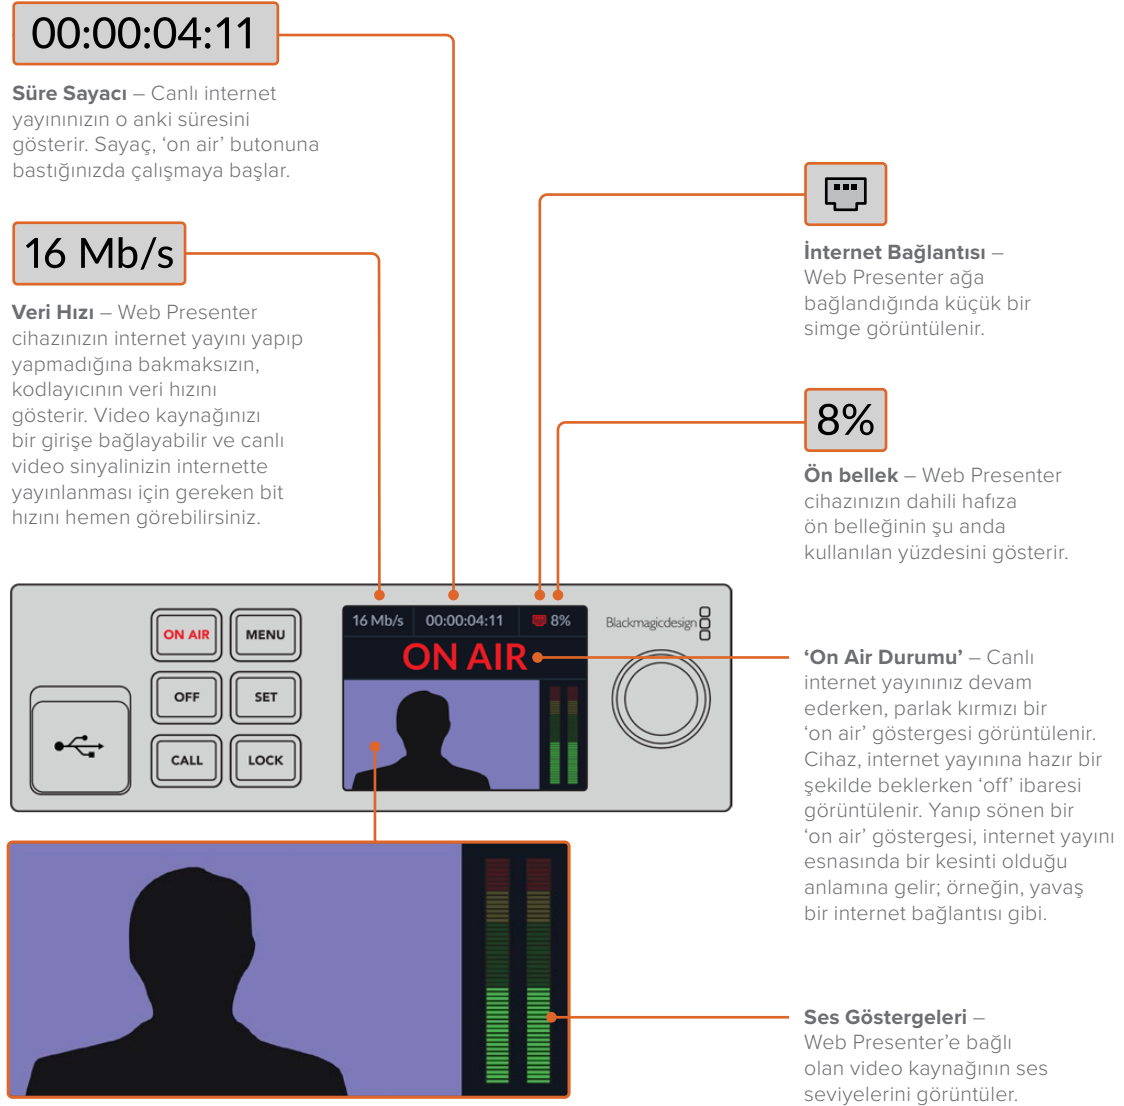 00:00:04:11
Süre Sayacı – Canlı internet
yayınınızın o anki süresini
gösterir. Sayaç, ‘on air’ butonuna
bastığınızda çalışmaya başlar.
16 Mb/s
Veri Hızı – Web Presenter
cihazınızın internet yayını yapıp
yapmadığına bakmaksızın,
kodlayıcının veri hızını
gösterir. Video kaynağınızı
bir girişe bağlayabilir ve canlı
video sinyalinizin internette
yayınlanması için gereken bit
hızını hemen görebilirsiniz.
İnternet Bağlantısı –
Web Presenter ağa
bağlandığında küçük bir
simge görüntülenir.
8%
Ön bellek – Web Presenter
cihazınızın dahili hafıza
ön belleğinin şu anda
kullanılan yüzdesini gösterir.
ON AIR
MENU
OFF
SET
CALL
LOCK
16 Mb/s 00:00:04:11 8%
ON AIR
Blackmagicdesign
‘On Air Durumu’ – Canlı
internet yayınınız devam
ederken, parlak kırmızı bir
‘on air’ göstergesi görüntülenir.
Cihaz, internet yayınına hazır bir
şekilde beklerken ‘off’ ibaresi
görüntülenir. Yanıp sönen bir
‘on air’ göstergesi, internet yayını
esnasında bir kesinti olduğu
anlamına gelir; örneğin, yavaş
bir internet bağlantısı gibi.
Ses Göstergeleri –
Web Presenter’e bağlı
olan video kaynağının ses
seviyelerini görüntüler.